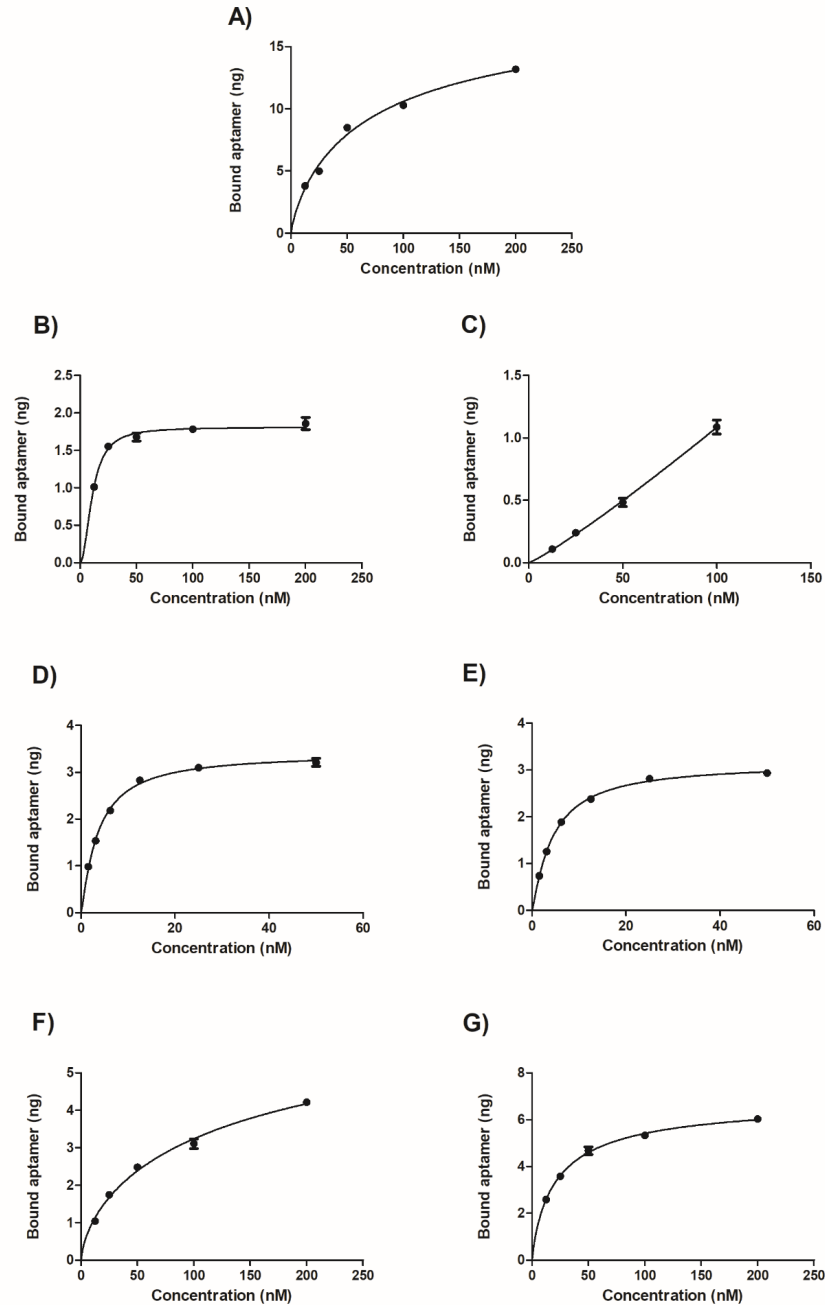 A)
Bound aptamer (ng)
15
10
5
0
0 50 100 150 200 250
Concentration (nM)
B)
Bound aptamer (ng)
2.5
2.0
1.5
1.0
0.5
0.0
0 50 100 150 200 250
Concentration (nM)
C)
Bound aptamer (ng)
1.5
1.0
0.5
0.0
0 50 100 150
Concentration (nM)
D)
Bound aptamer (ng)
4
3
2
1
0
0 20 40 60
Concentration (nM)
E)
Bound aptamer (ng)
4
3
2
1
0
0 20 40 60
Concentration (nM)
F)
Bound aptamer (ng)
5
4
3
2
1
0
0 50 100 150 200 250
Concentration (nM)
G)
Bound aptamer (ng)
8
6
4
2
0
0 50 100 150 200 250
Concentration (nM)